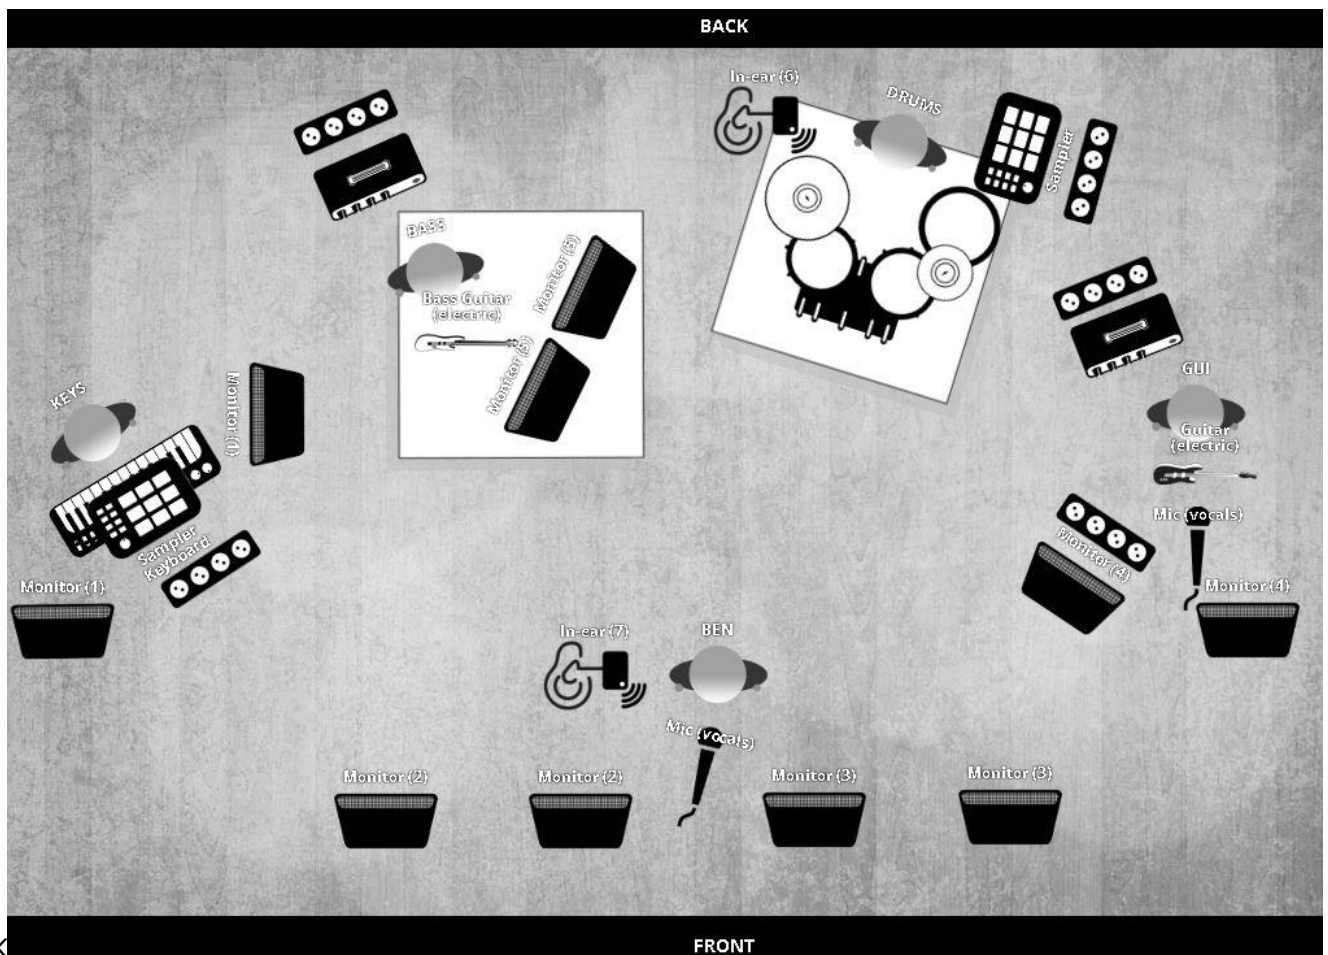 BACK
In-ear (6)
DRUMS
Sampler
BASS
Bass Guitar
(electric)
Monitor (5)
Monitor (5)
GUI
Guitar
(electric)
KEYS
Monitor (1)
Sampler
Keyboard
Monitor (1)
Mic (vocals)
Monitor (4)
Monitor (4)
In-ear (7)
BEN
Mic (vocals)
Monitor (2)
Monitor (2)
Monitor (3)
Monitor (3)
FRONT